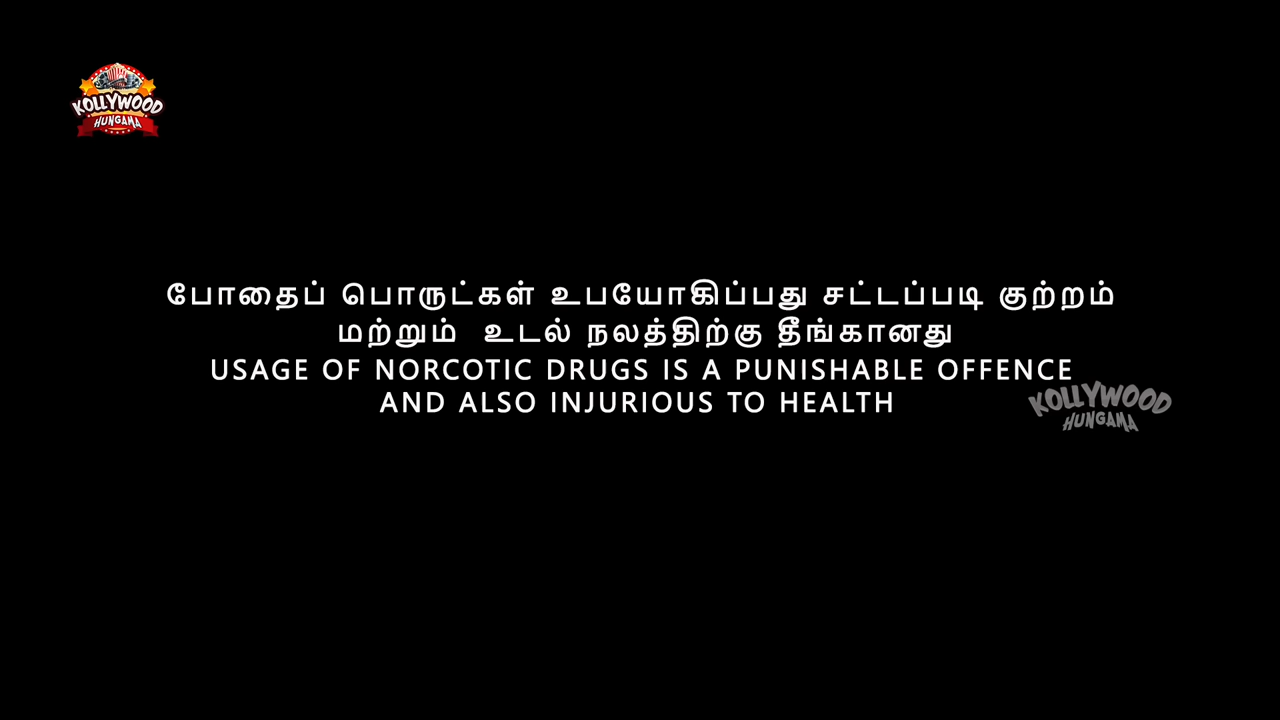 KOLLYWOOD
HUNGAMA
போதைப் பொருட்கள் உபயோகிப்பது சட்டப்படி குற்றம்
மற்றும் உடல் நலத்திற்கு தீங்கானது
USAGE OF NORCOTIC DRUGS IS A PUNISHABLE OFFENCE
AND ALSO INJURIOUS TO HEALTH
KOLLYWOOD
HUNGAMA